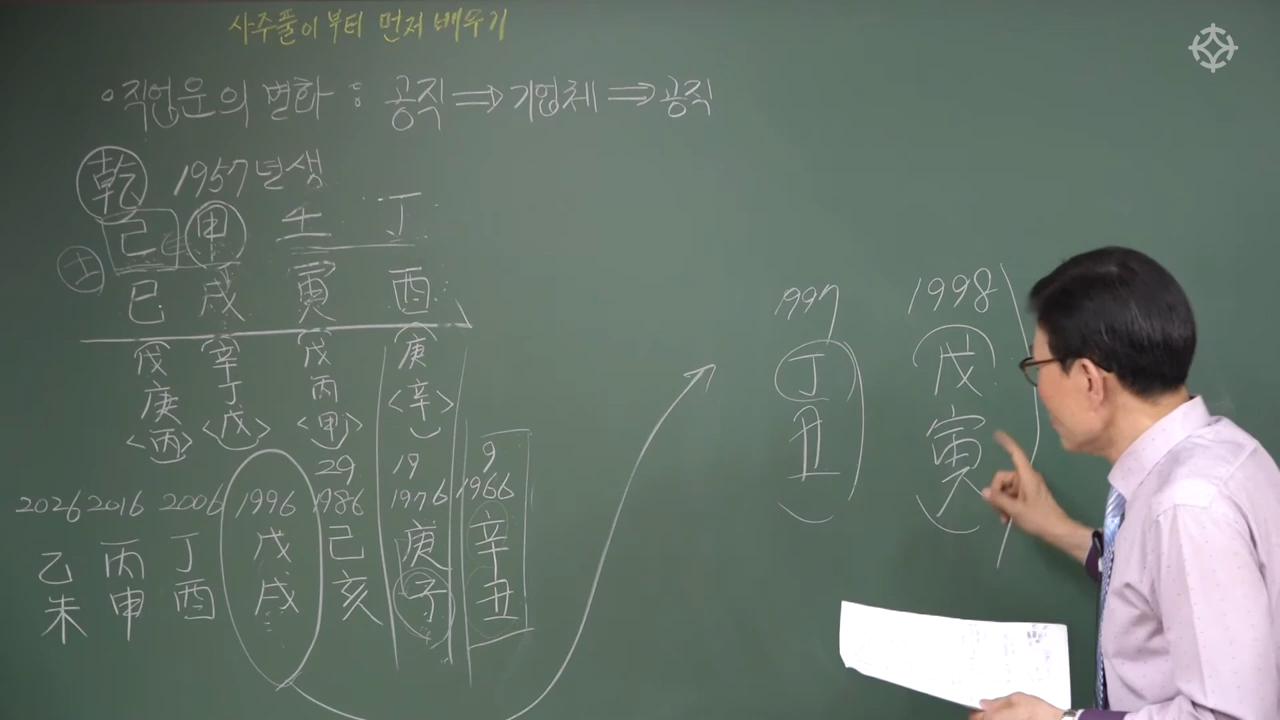 사주풀이부터 먼저 배우기
◦직업운의 변화 : 공직⇒기업체⇒공직
乾 1957년생
己 甲 壬 丁
土
巳 戌 寅 酉
戊 辛 戊 庚
庚 丁 丙 <辛>
<丙> <戊> <甲>
29 19 9
2026 2016 2006 1996 1986 1976 1966
乙 丙 丁 戊 己 庚 辛
未 申 酉 戌 亥 子 丑
1997 1998
丁 戊
丑 寅